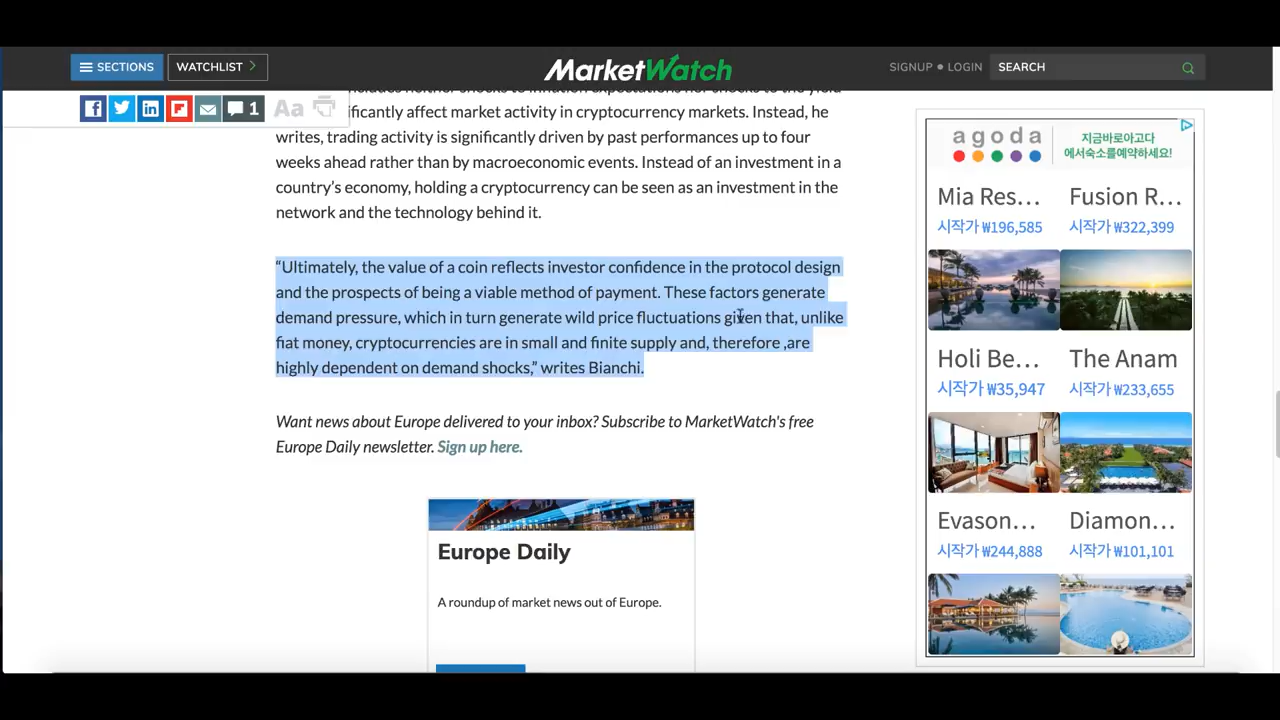 SECTIONS
WATCHLIST
MarketWatch
SIGNUP • LOGIN
SEARCH
1
Aa
significantly affect market activity in cryptocurrency markets. Instead, he
writes, trading activity is significantly driven by past performances up to four
weeks ahead rather than by macroeconomic events. Instead of an investment in a
country’s economy, holding a cryptocurrency can be seen as an investment in the
network and the technology behind it.
“Ultimately, the value of a coin reflects investor confidence in the protocol design
and the prospects of being a viable method of payment. These factors generate
demand pressure, which in turn generate wild price fluctuations given that, unlike
fiat money, cryptocurrencies are in small and finite supply and, therefore ,are
highly dependent on demand shocks,” writes Bianchi.
Want news about Europe delivered to your inbox? Subscribe to MarketWatch's free
Europe Daily newsletter. Sign up here.
Europe Daily
A roundup of market news out of Europe.
agoda
지금바로아고다
에서숙소를예약하세요!
Mia Res... Fusion R...
시작가 ₩196,585 시작가 ₩322,399
Holi Be... The Anam
시작가 ₩35,947 시작가 ₩233,655
Evason... Diamon...
시작가 ₩244,888 시작가 ₩101,101